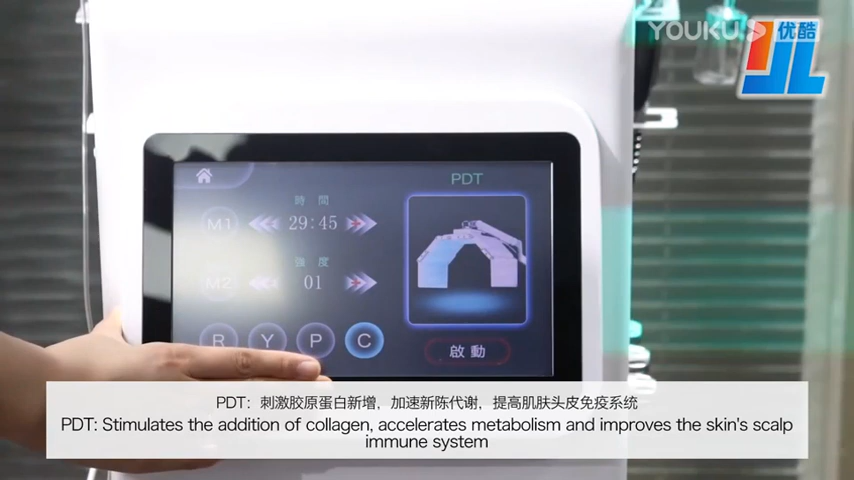 YOUKU
优酷
PDT
時 間
M1
29:45
強 度
M2
01
R Y P C
啟動
PDT：刺激胶原蛋白新增，加速新陈代谢，提高肌肤头皮免疫系统
PDT: Stimulates the addition of collagen, accelerates metabolism and improves the skin's scalp
immune system